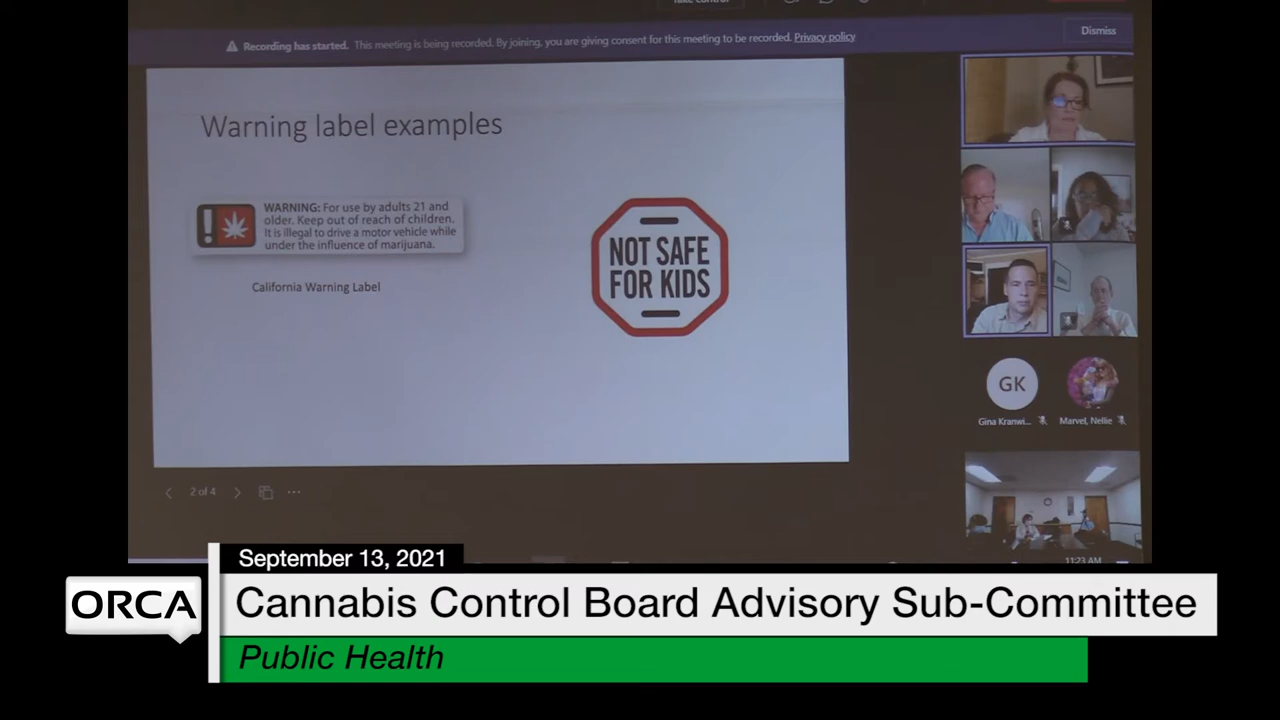 Take control
Recording has started. This meeting is being recorded. By joining, you are giving consent for this meeting to be recorded. Privacy policy
Dismiss
Warning label examples
WARNING: For use by adults 21 and
older. Keep out of reach of children.
It is illegal to drive a motor vehicle while
under the influence of marijuana.
California Warning Label
NOT SAFE
FOR KIDS
GK
Gina Kranwi...
Marvel, Nellie
2 of 4
11:23 AM
September 13, 2021
ORCA
Cannabis Control Board Advisory Sub-Committee
Public Health